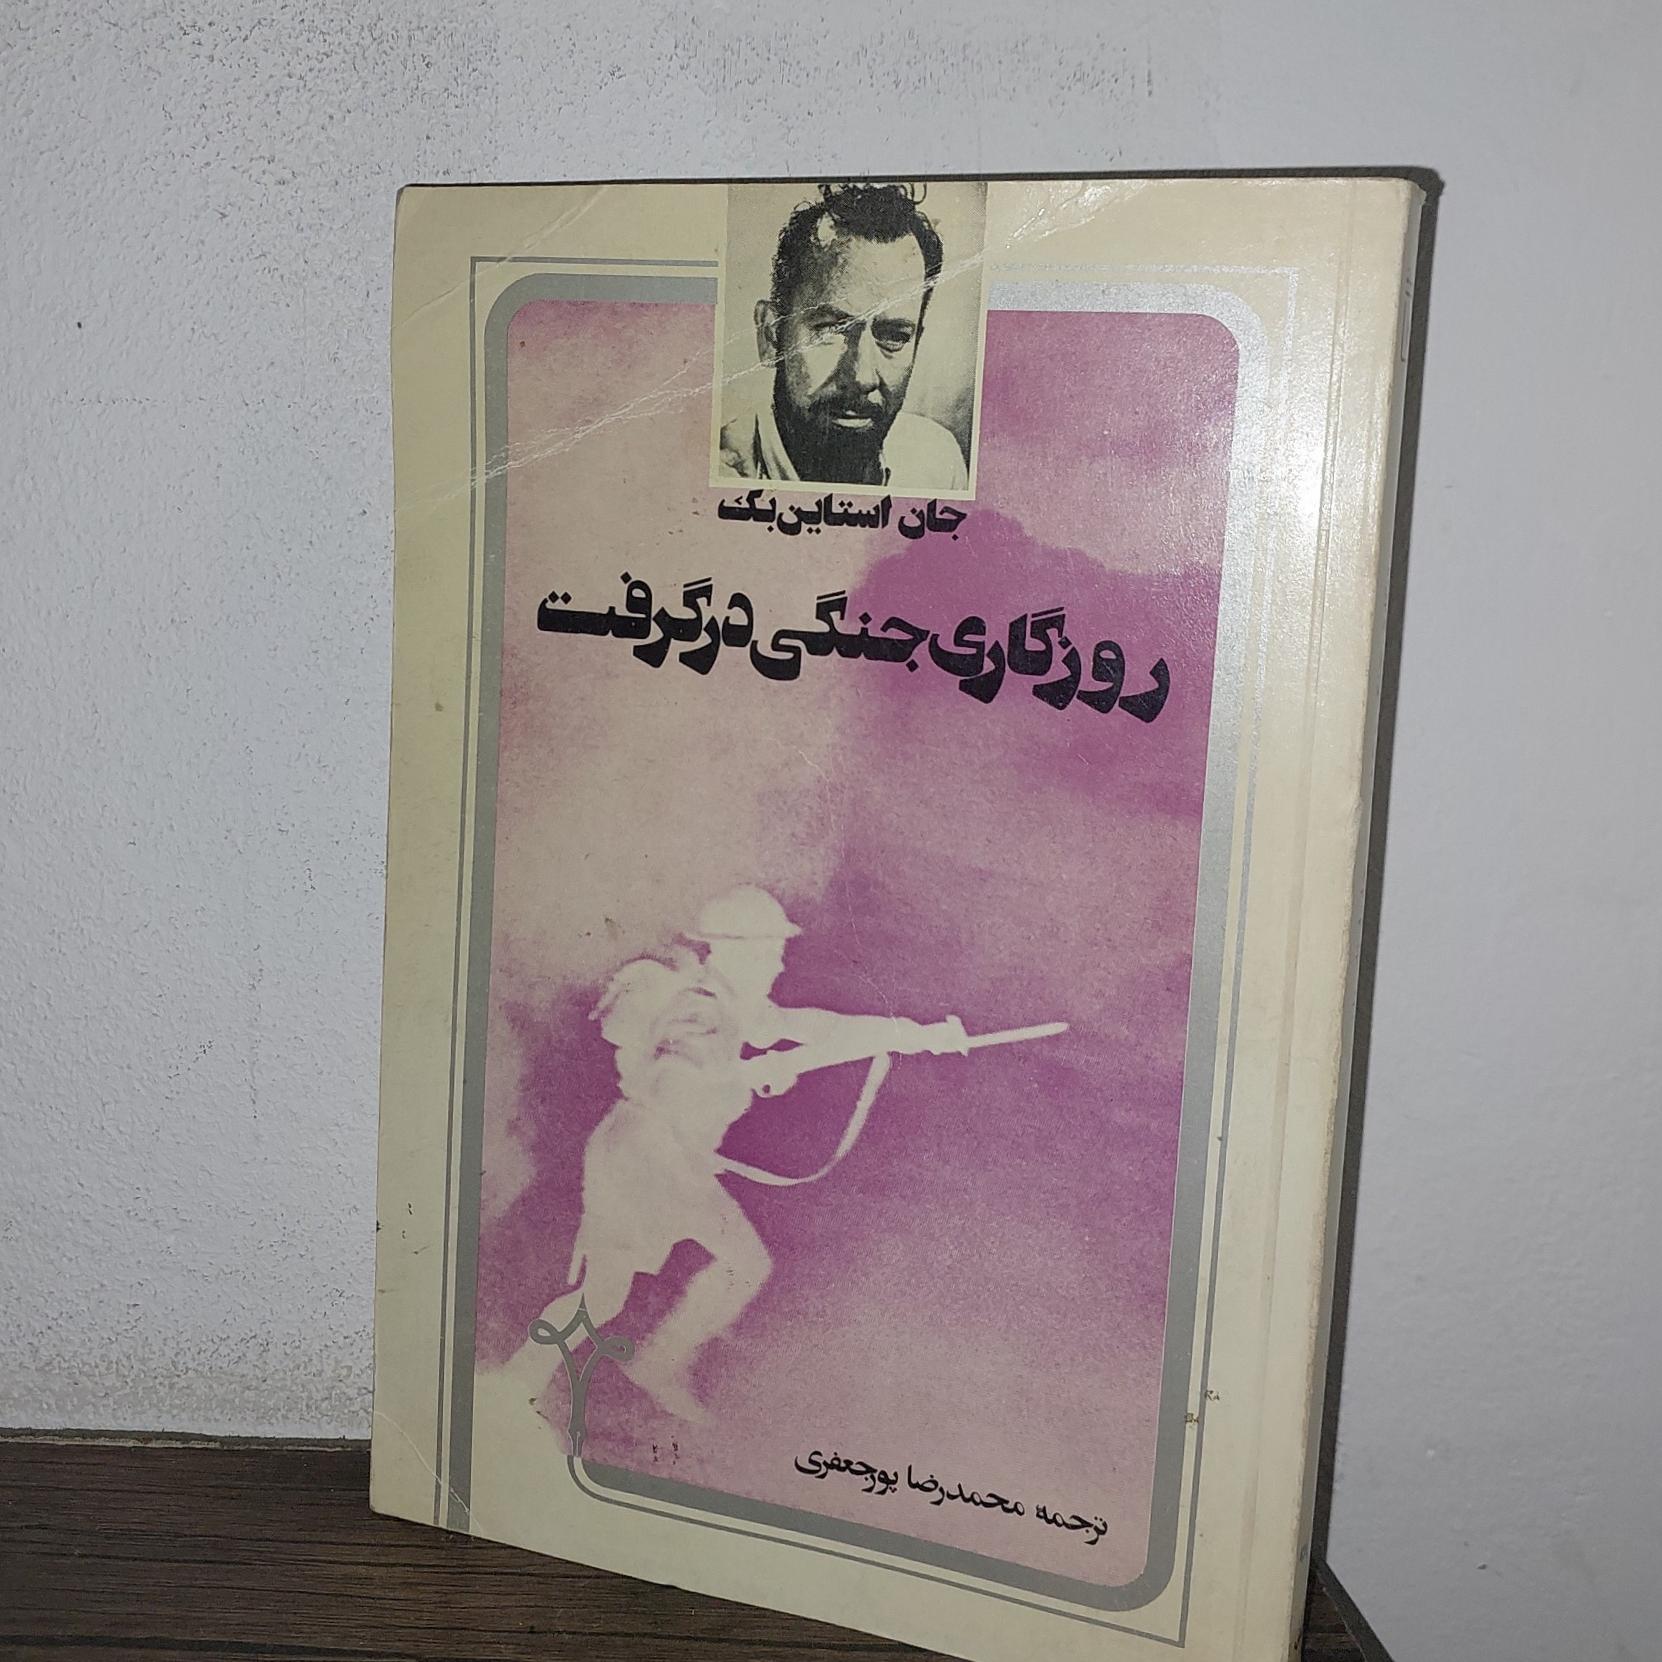 جان استاین‌بک
روزگاری جنگی درگرفت
ترجمه محمدرضا پورجعفری